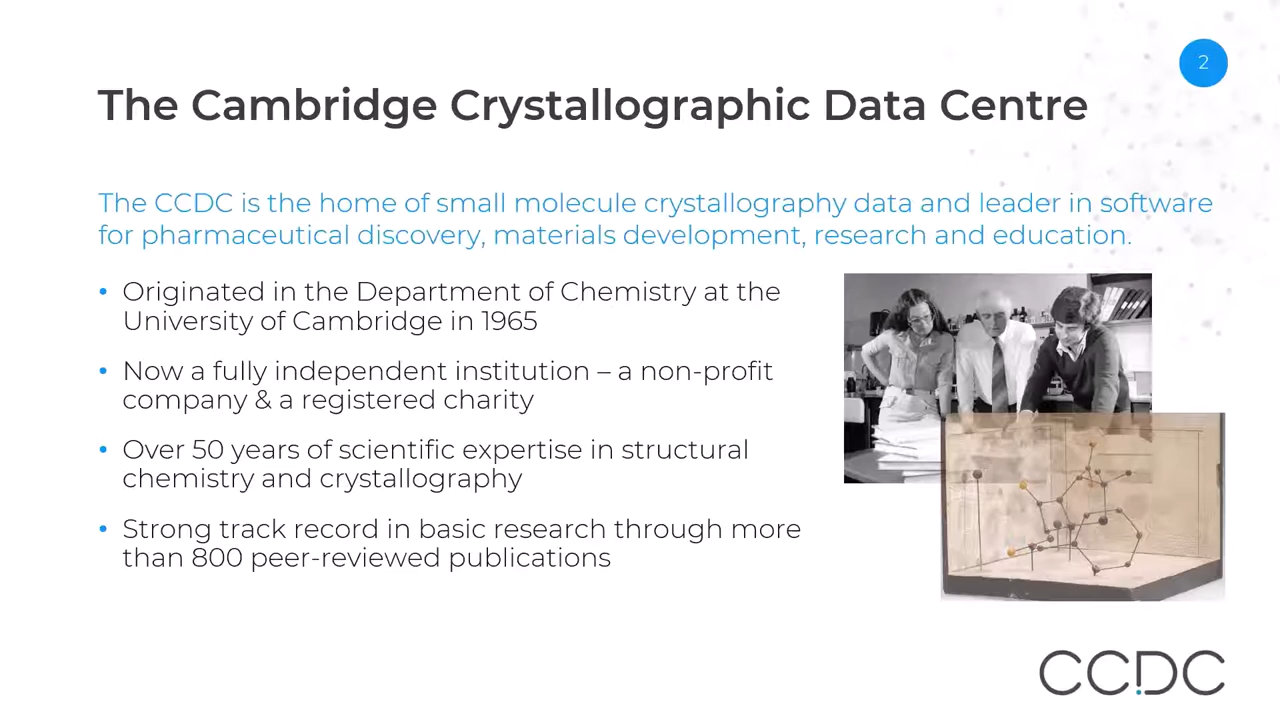 2
The Cambridge Crystallographic Data Centre
The CCDC is the home of small molecule crystallography data and leader in software
for pharmaceutical discovery, materials development, research and education.
• Originated in the Department of Chemistry at the
University of Cambridge in 1965
• Now a fully independent institution – a non-profit
company & a registered charity
• Over 50 years of scientific expertise in structural
chemistry and crystallography
• Strong track record in basic research through more
than 800 peer-reviewed publications
CCDC